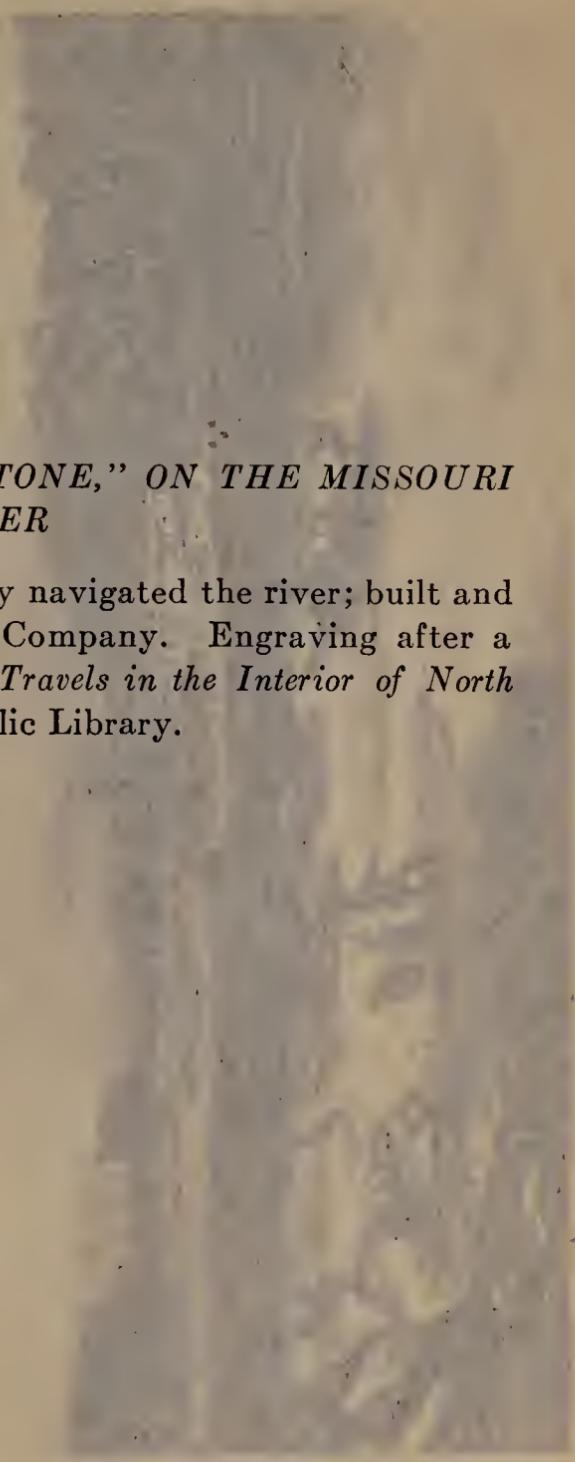 TONE,” ON THE MISSOURI
ER
y navigated the river; built and
Company. Engraving after a
Travels in the Interior of North
lic Library.